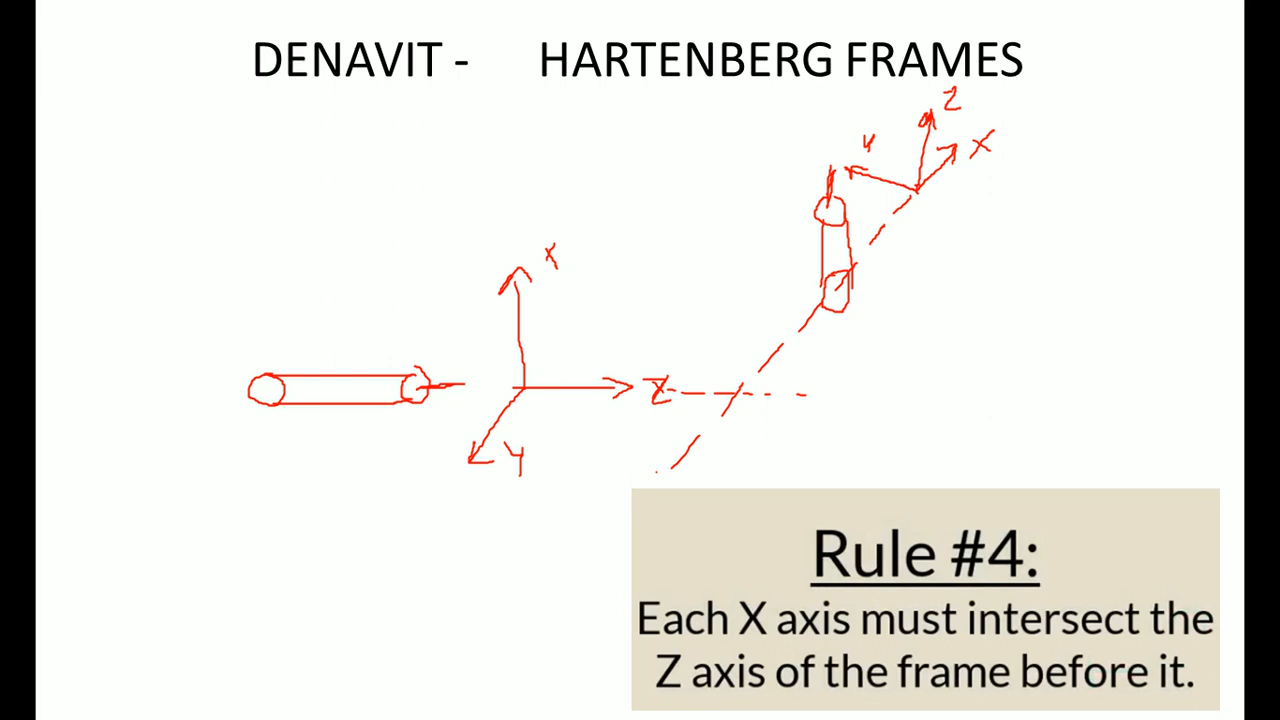 DENAVIT - HARTENBERG FRAMES
Z
X
Y
X
Z
Y
Rule #4:
Each X axis must intersect the
Z axis of the frame before it.